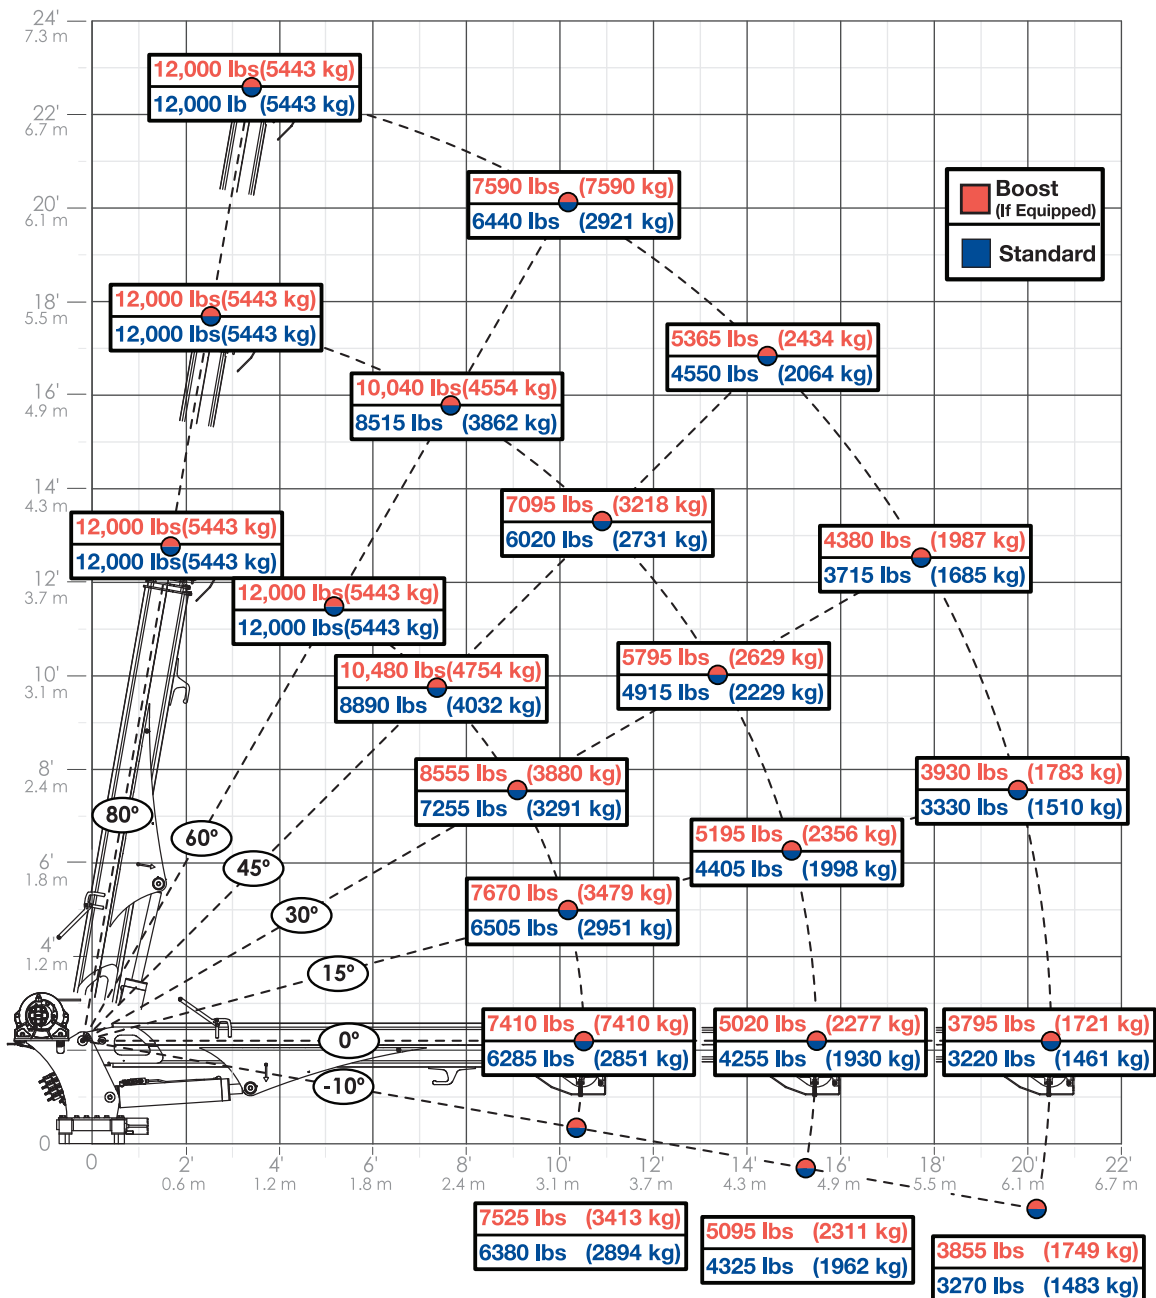 24'
7.3 m
12,000 lbs(5443 kg)
12,000 lb (5443 kg)
22'
6.7 m
7590 lbs (7590 kg)
6440 lbs (2921 kg)
Boost
(If Equipped)
Standard
20'
6.1 m
18'
5.5 m
12,000 lbs(5443 kg)
12,000 lbs(5443 kg)
5365 lbs (2434 kg)
4550 lbs (2064 kg)
16'
4.9 m
10,040 lbs(4554 kg)
8515 lbs (3862 kg)
14'
4.3 m
7095 lbs (3218 kg)
6020 lbs (2731 kg)
12,000 lbs(5443 kg)
12,000 lbs(5443 kg)
4380 lbs (1987 kg)
3715 lbs (1685 kg)
12'
3.7 m
12,000 lbs(5443 kg)
12,000 lbs(5443 kg)
10'
3.1 m
10,480 lbs(4754 kg)
8890 lbs (4032 kg)
5795 lbs (2629 kg)
4915 lbs (2229 kg)
8'
2.4 m
8555 lbs (3880 kg)
7255 lbs (3291 kg)
3930 lbs (1783 kg)
3330 lbs (1510 kg)
80º
60º
45º
30º
15º
0º
-10º
6'
1.8 m
5195 lbs (2356 kg)
4405 lbs (1998 kg)
7670 lbs (3479 kg)
6505 lbs (2951 kg)
4'
1.2 m
7410 lbs (7410 kg)
6285 lbs (2851 kg)
5020 lbs (2277 kg)
4255 lbs (1930 kg)
3795 lbs (1721 kg)
3220 lbs (1461 kg)
0
0 2' 4' 6' 8' 10' 12' 14' 16' 18' 20' 22'
0.6 m 1.2 m 1.8 m 2.4 m 3.1 m 3.7 m 4.3 m 4.9 m 5.5 m 6.1 m 6.7 m
7525 lbs (3413 kg)
6380 lbs (2894 kg)
5095 lbs (2311 kg)
4325 lbs (1962 kg)
3855 lbs (1749 kg)
3270 lbs (1483 kg)